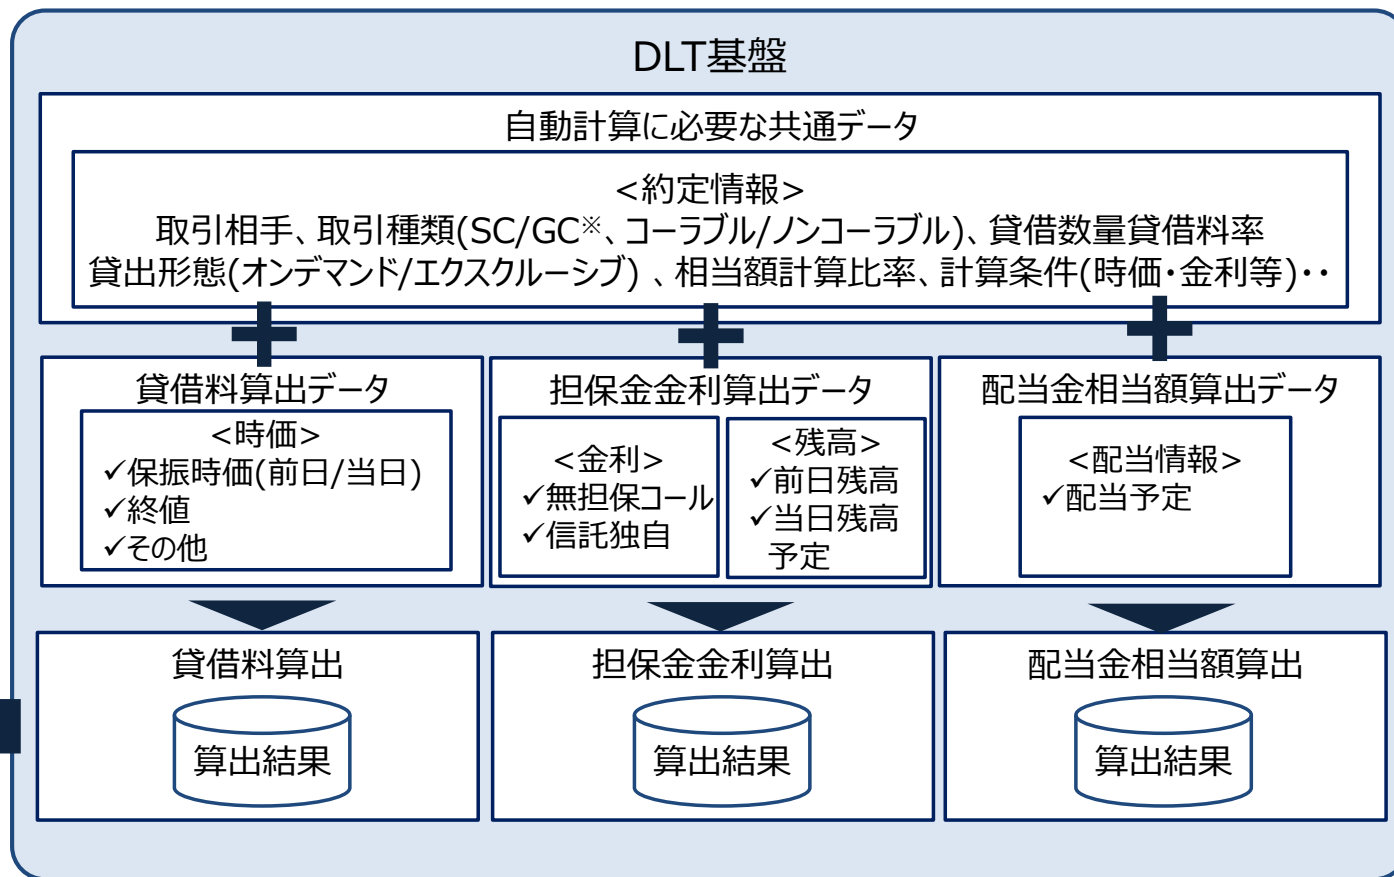 DLT基盤
自動計算に必要な共通データ
<約定情報>
取引相手、取引種類(SC/GC※、コーラブル/ノンコーラブル)、貸借数量貸借料率
貸出形態(オンデマンド/エクスクルーシブ) 、相当額計算比率、計算条件(時価・金利等)・・
貸借料算出データ
<時価>
✓保振時価(前日/当日)
✓終値
✓その他
担保金金利算出データ
<金利>
✓無担保コール
✓信託独自
<残高>
✓前日残高
✓当日残高
予定
配当金相当額算出データ
<配当情報>
✓配当予定
貸借料算出
算出結果
担保金金利算出
算出結果
配当金相当額算出
算出結果